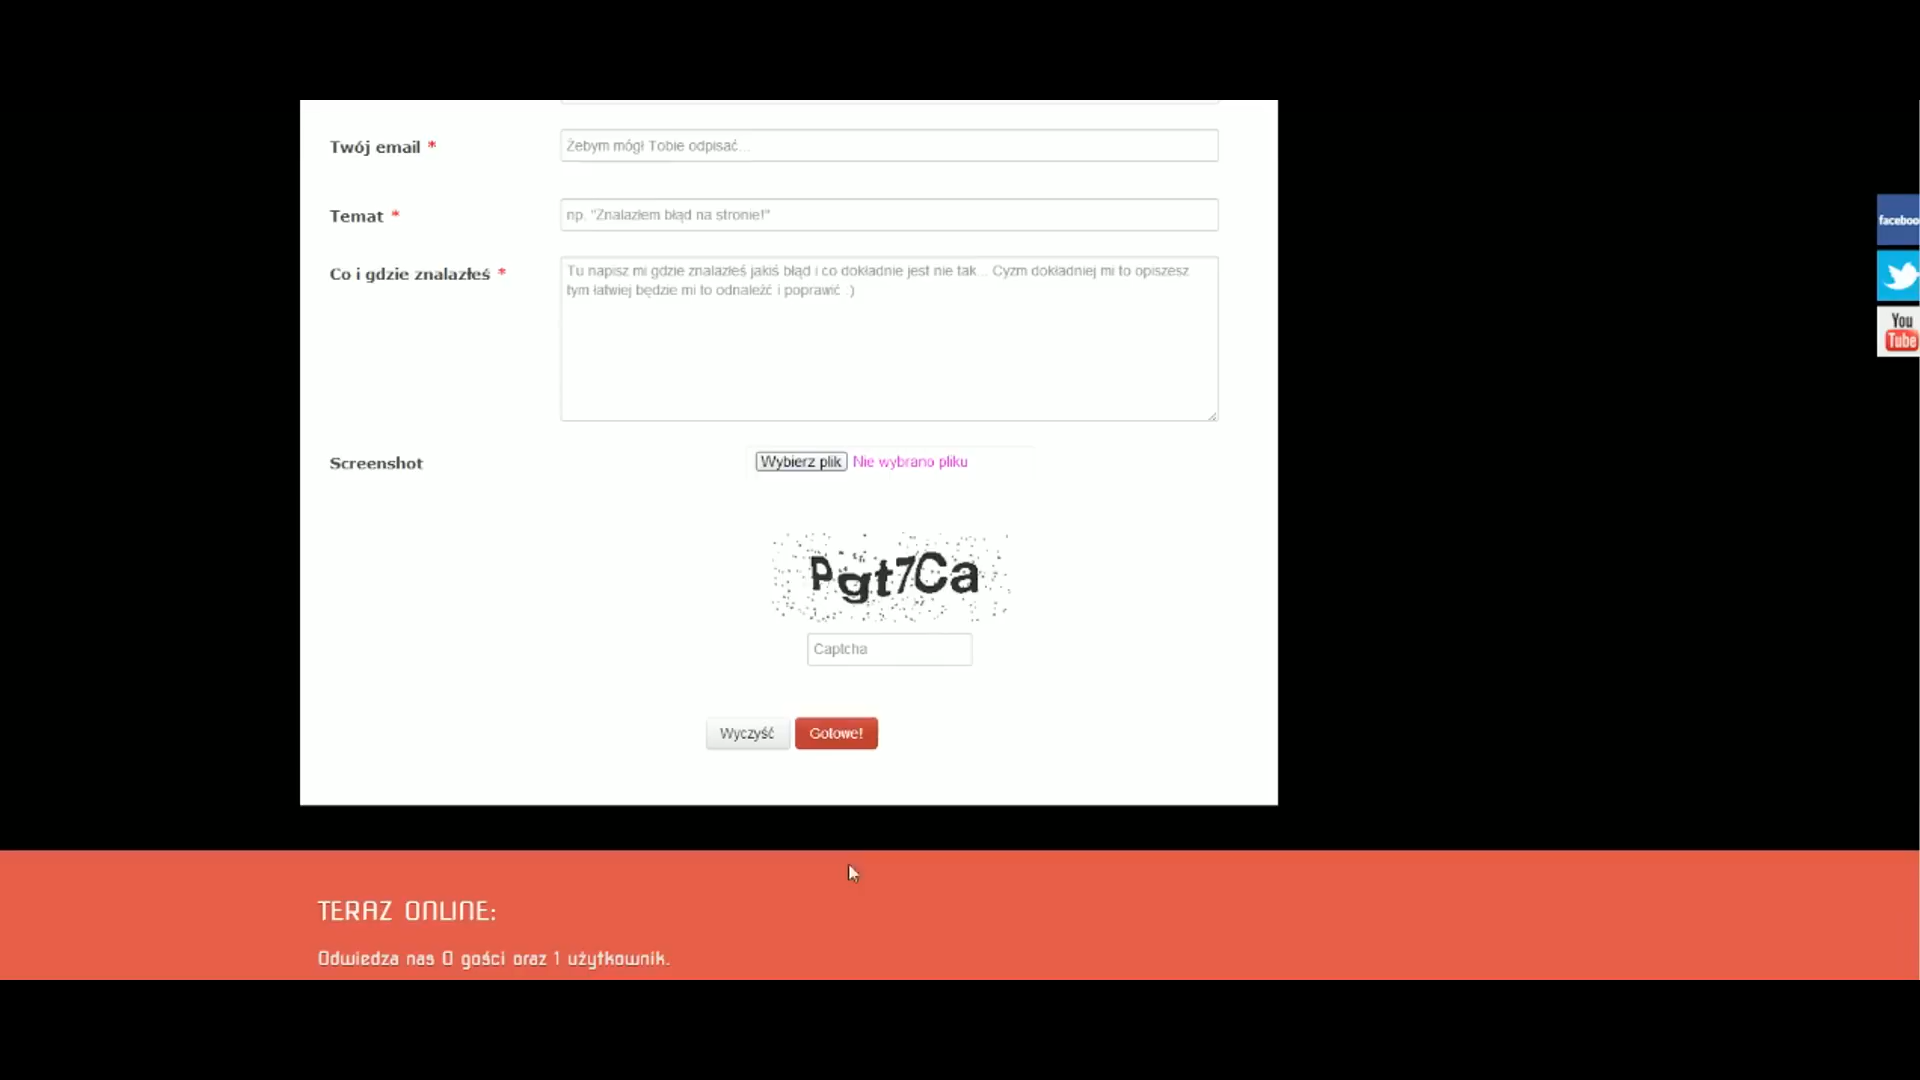 Twój email *
Żebym mógł Tobie odpisać...
Temat *
np. "Znalazłem błąd na stronie!"
Co i gdzie znalazłeś *
Tu napisz mi gdzie znalazłeś jakiś błąd i co dokładnie jest nie tak... Cyzm dokładniej mi to opiszesz
tym łatwiej będzie mi to odnaleźć i poprawić :)
Screenshot
Wybierz plik Nie wybrano pliku
Pgt7Ca
Captcha
Wyczyść Gotowe!
faceboo
You
Tube
TERAZ ONLINE:
Odwiedza nas 0 gości oraz 1 użytkownik.